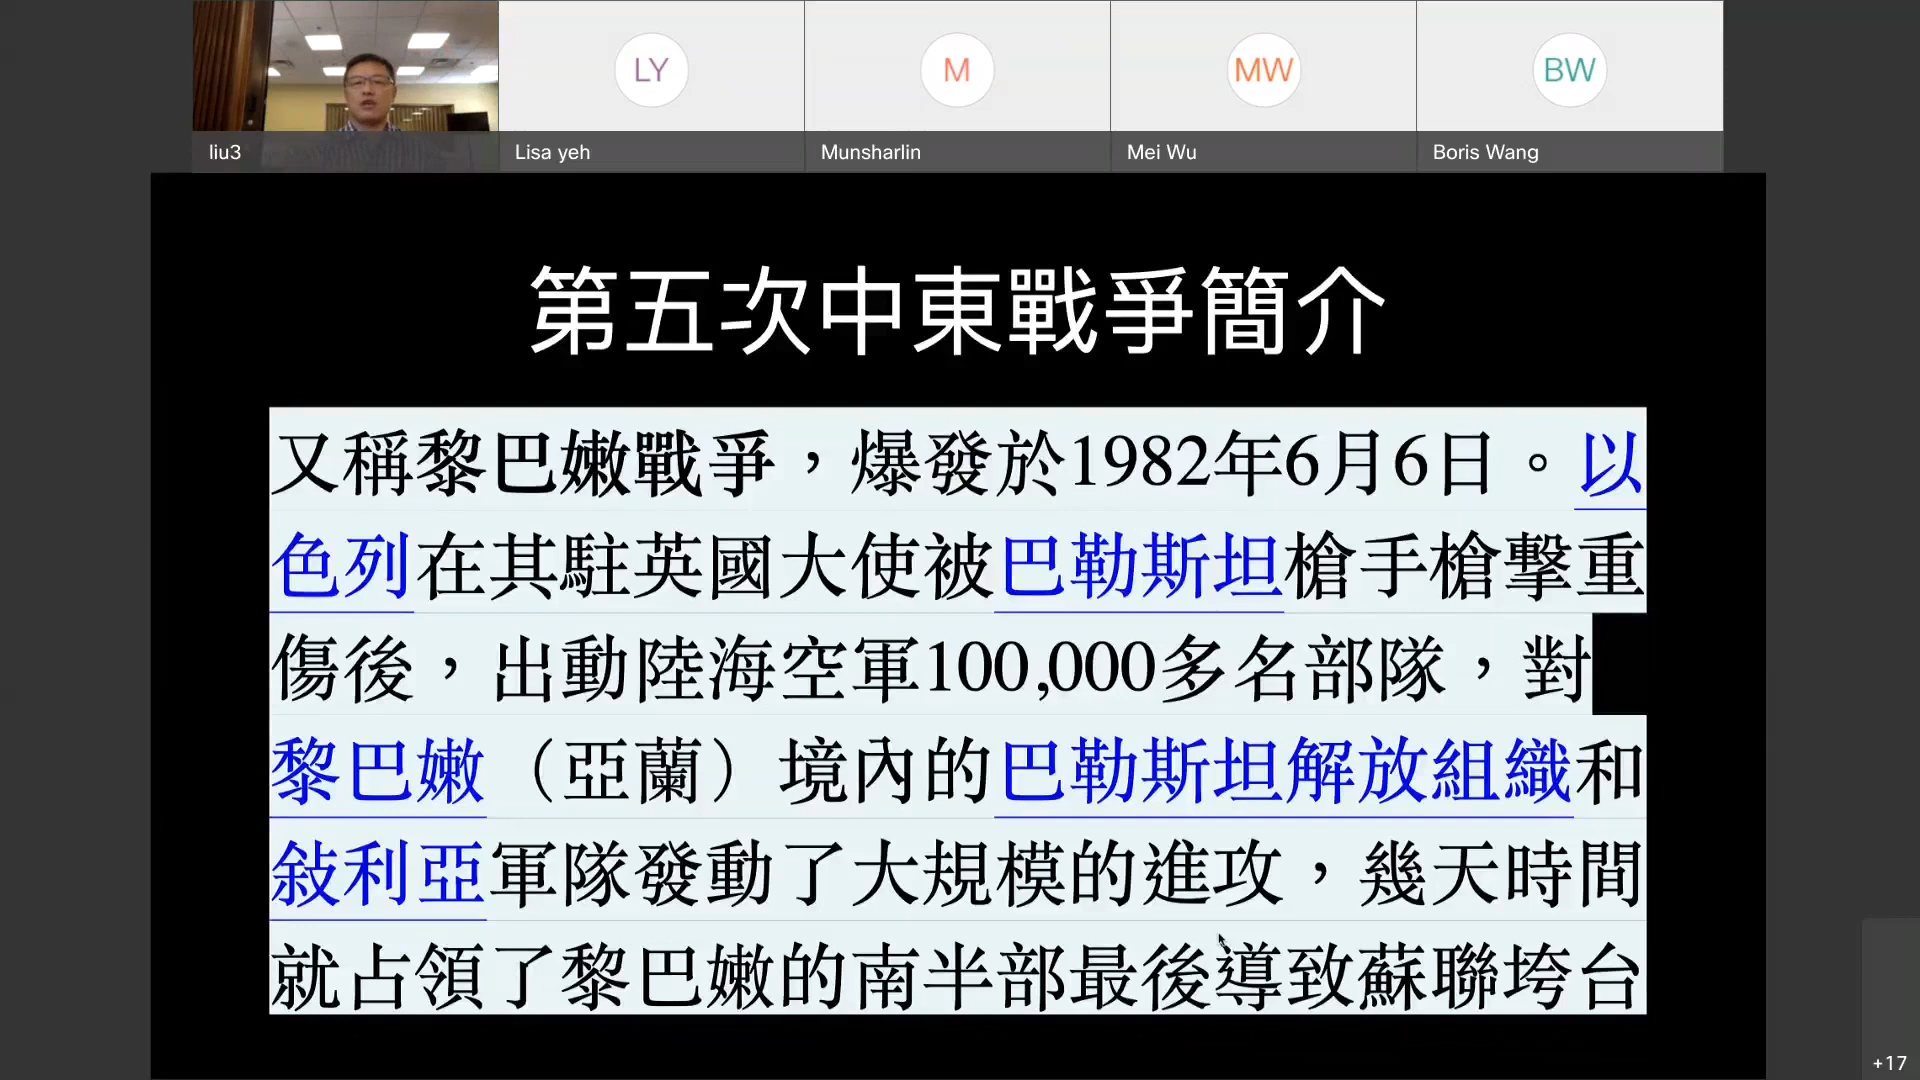 LY
M
MW
BW
liu3
Lisa yeh
Munsharlin
Mei Wu
Boris Wang
第五次中東戰爭簡介
又稱黎巴嫩戰爭，爆發於1982年6月6日。以
色列在其駐英國大使被巴勒斯坦槍手槍擊重
傷後，出動陸海空軍100,000多名部隊，對
黎巴嫩（亞蘭）境內的巴勒斯坦解放組織和
敍利亞軍隊發動了大規模的進攻，幾天時間
就占領了黎巴嫩的南半部最後導致蘇聯垮台
+17